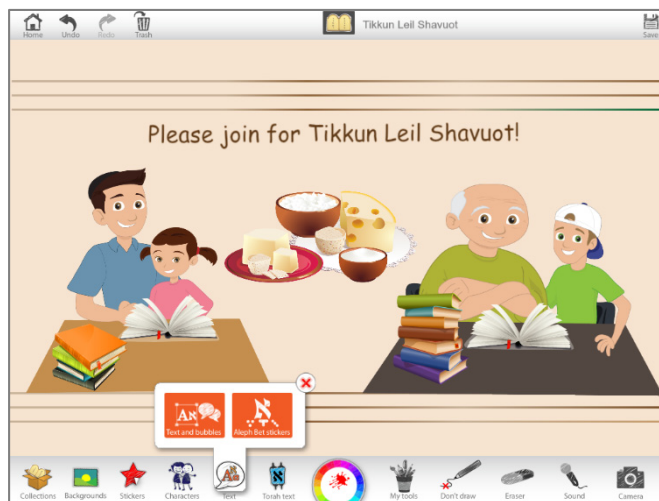 Home
Undo
Redo
Trash
Tikkun Leil Shavuot
Save
Please join for Tikkun Leil Shavuot!
Text and bubbles
Aleph Bet stickers
Collections
Backgrounds
Stickers
Characters
Text
Torah text
My tools
Don't draw
Eraser
Sound
Camera